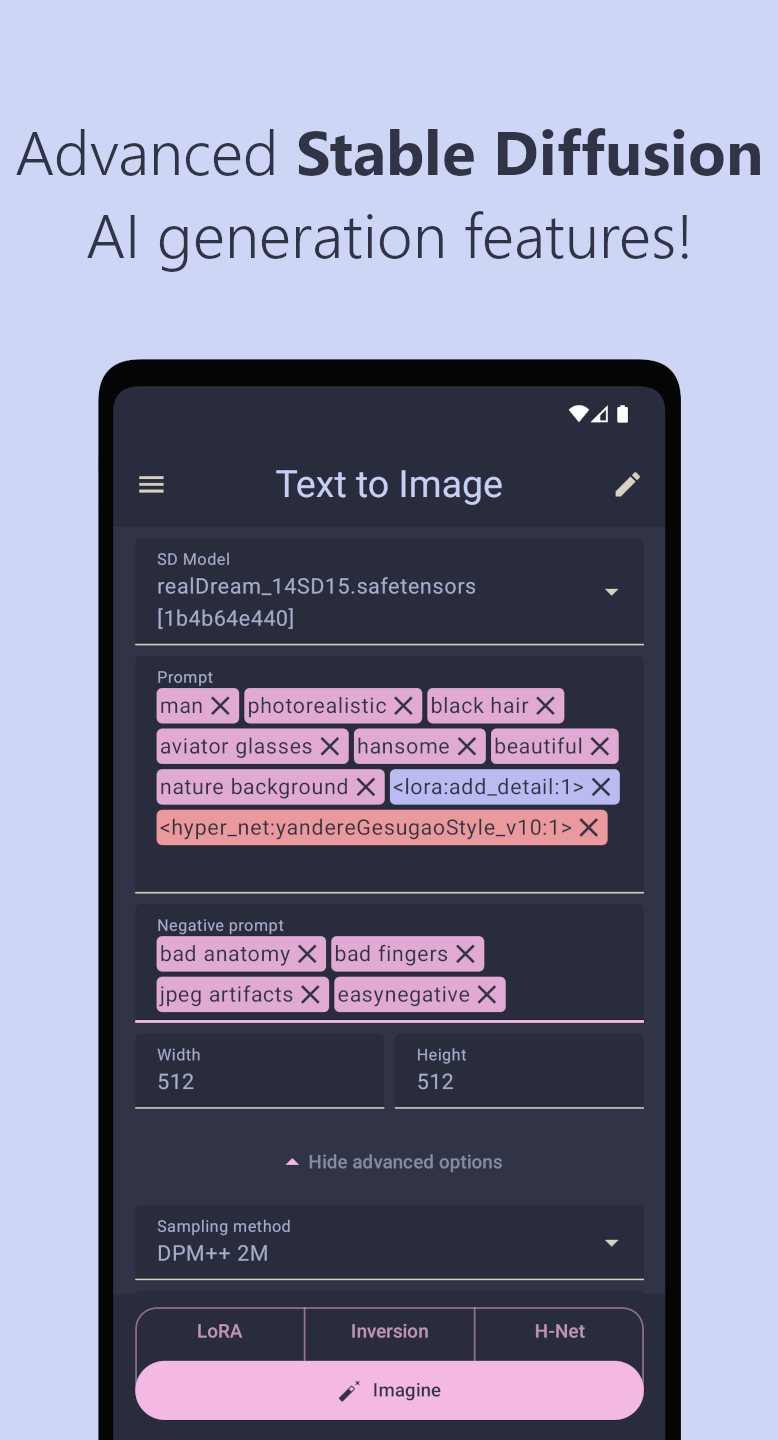 Advanced Stable Diffusion
AI generation features!
Text to Image
SD Model
realDream_14SD15.safetensors
[1b4b64e440]
Prompt
man photorealistic black hair
aviator glasses hansome beautiful
nature background <lora:add_detail:1>
<hyper_net:yandereGesugaoStyle_v10:1>
Negative prompt
bad anatomy bad fingers
jpeg artifacts easynegative
Width Height
512 512
Hide advanced options
Sampling method
DPM++ 2M
LoRA Inversion H-Net
Imagine